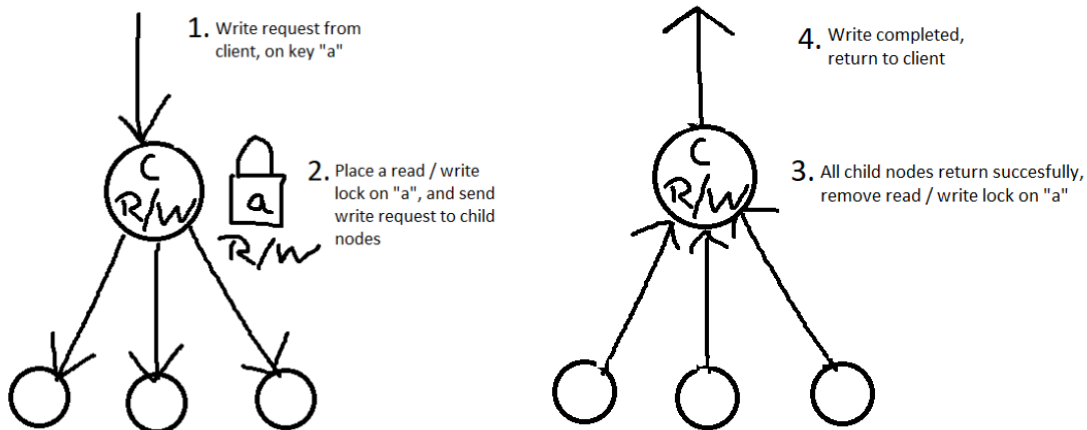 1. Write request from
client, on key "a"
C
R/W
a
R/W
2. Place a read / write
lock on "a", and send
write request to child
nodes
4. Write completed,
return to client
C
R/W
3. All child nodes return succesfully,
remove read / write lock on "a"